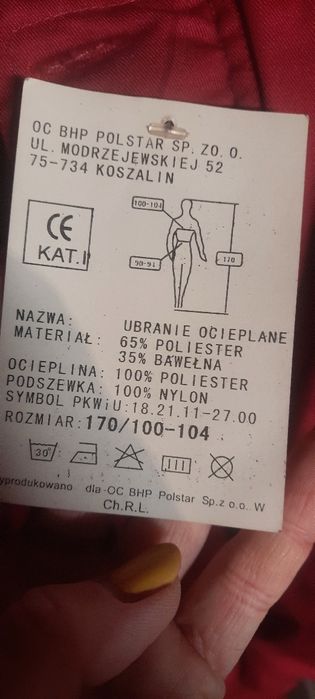 OC BHP POLSTAR SP. ZO. O.
UL. MODRZEJEWSKIEJ 52
75-734 KOSZALIN
100-104
CE
KAT.I
90-91
170
NAZWA: UBRANIE OCIEPLANE
MATERIAŁ: 65% POLIESTER
35% BAWEŁNA
OCIEPLINA: 100% POLIESTER
PODSZEWKA: 100% NYLON
SYMBOL PKWiU: 18.21.11-27.00
ROZMIAR: 170/100-104
30°
yprodukowano dla OC BHP Polstar Sp. z o.o. W
Ch.R.L.